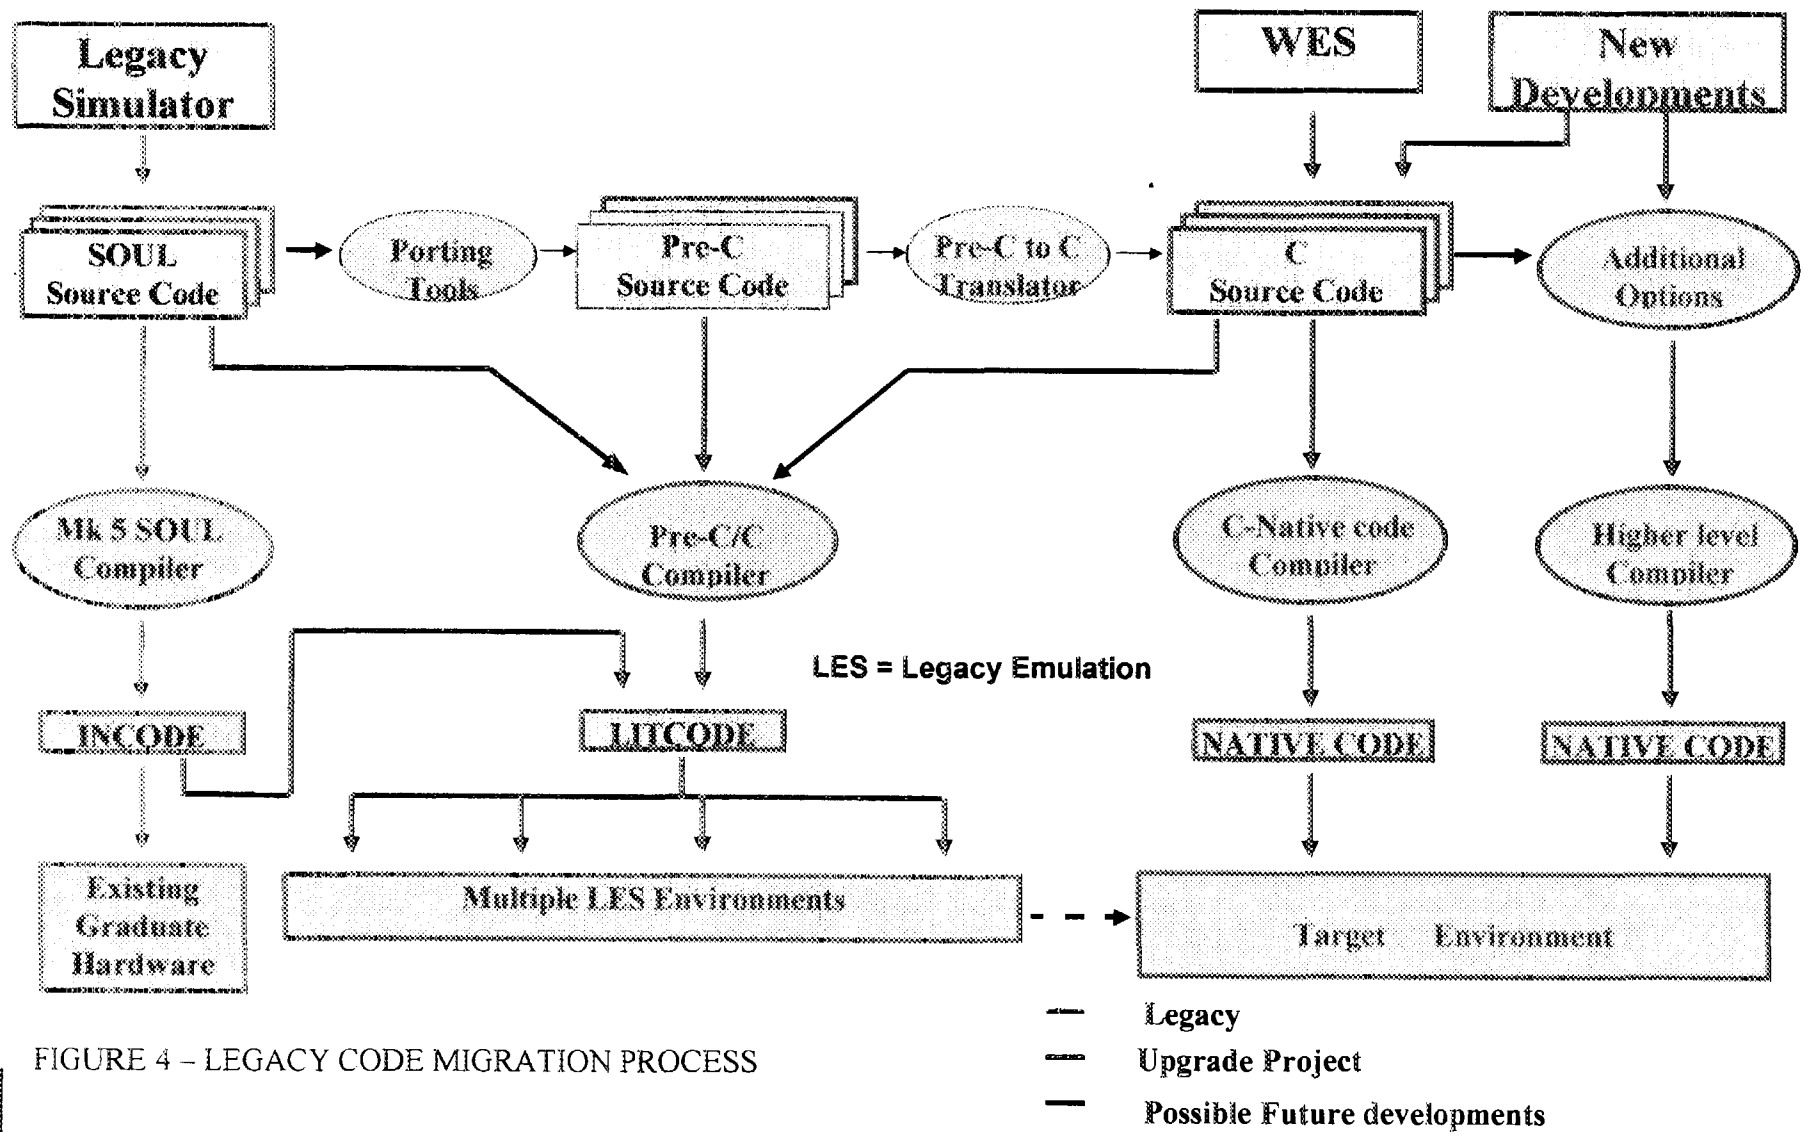 Legacy
Simulator
WES
New
Developments
SOUL
Source Code
Porting
Tools
Pre-C
Source Code
Pre-C to C
Translator
C
Source Code
Additional
Options
Mk 5 SOUL
Compiler
Pre-C/C
Compiler
C-Native code
Compiler
Higher level
Compiler
LES = Legacy Emulation
INCODE
LITCODE
NATIVE CODE
NATIVE CODE
Existing
Graduate
Hardware
Multiple LES Environments
Target Environment
Legacy
Upgrade Project
Possible Future developments
FIGURE 4 – LEGACY CODE MIGRATION PROCESS